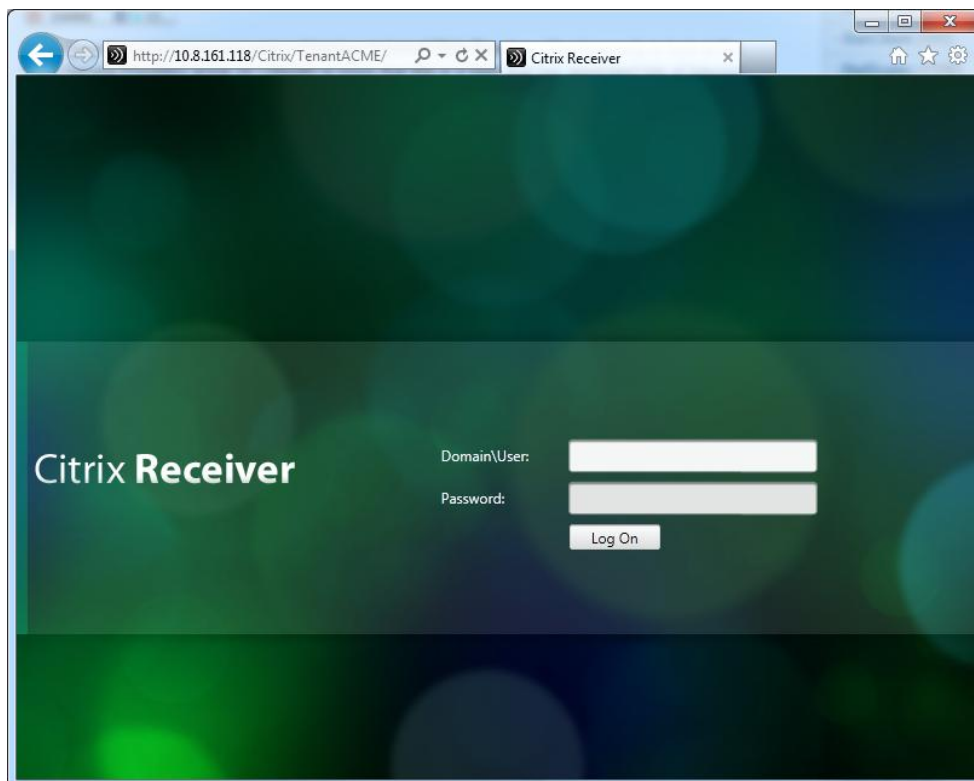 http://10.8.161.118/Citrix/TenantACME/
Citrix Receiver
Citrix Receiver
Domain\User:
Password:
Log On